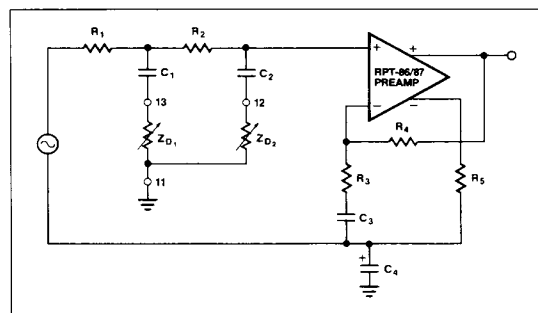 R1
R2
C1
C2
13
12
ZD1
ZD2
11
+
+
RPT-86/87
PREAMP
−
−
R4
R3
R5
C3
+
C4